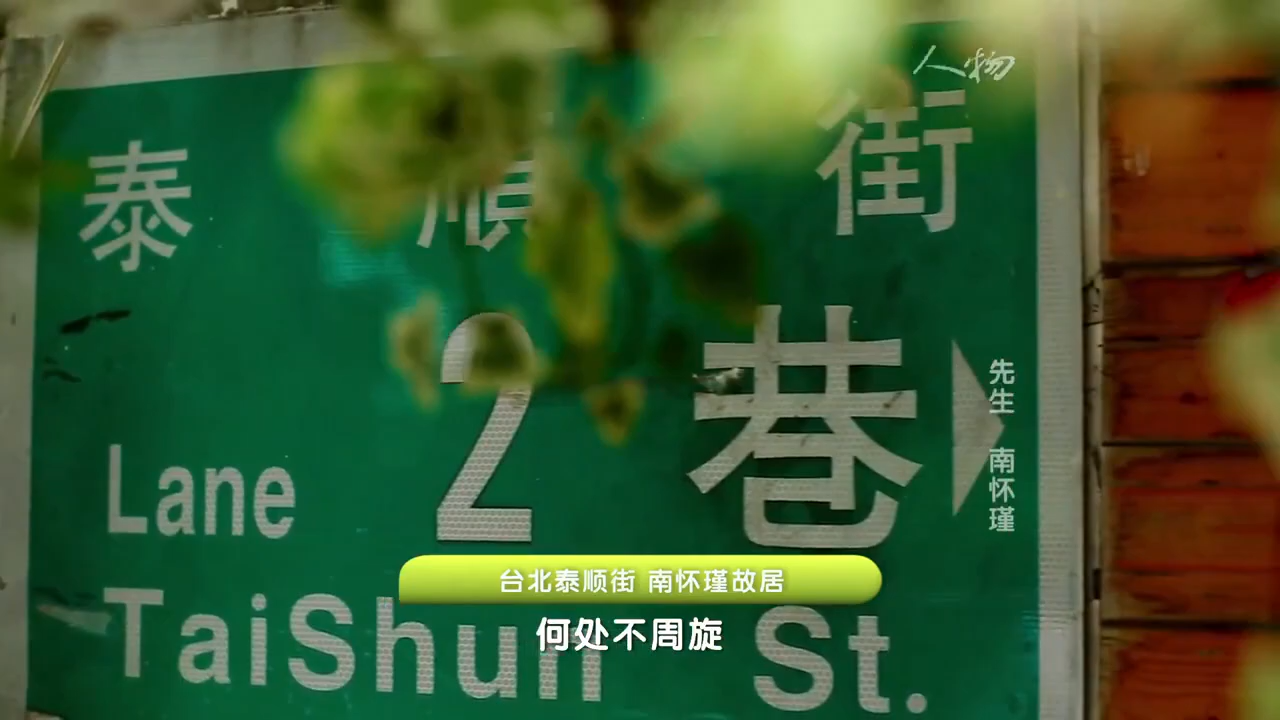 人物
泰順街
2巷
Lane
TaiShun St.
先生 南怀瑾
台北泰顺街 南怀瑾故居
何处不周旋